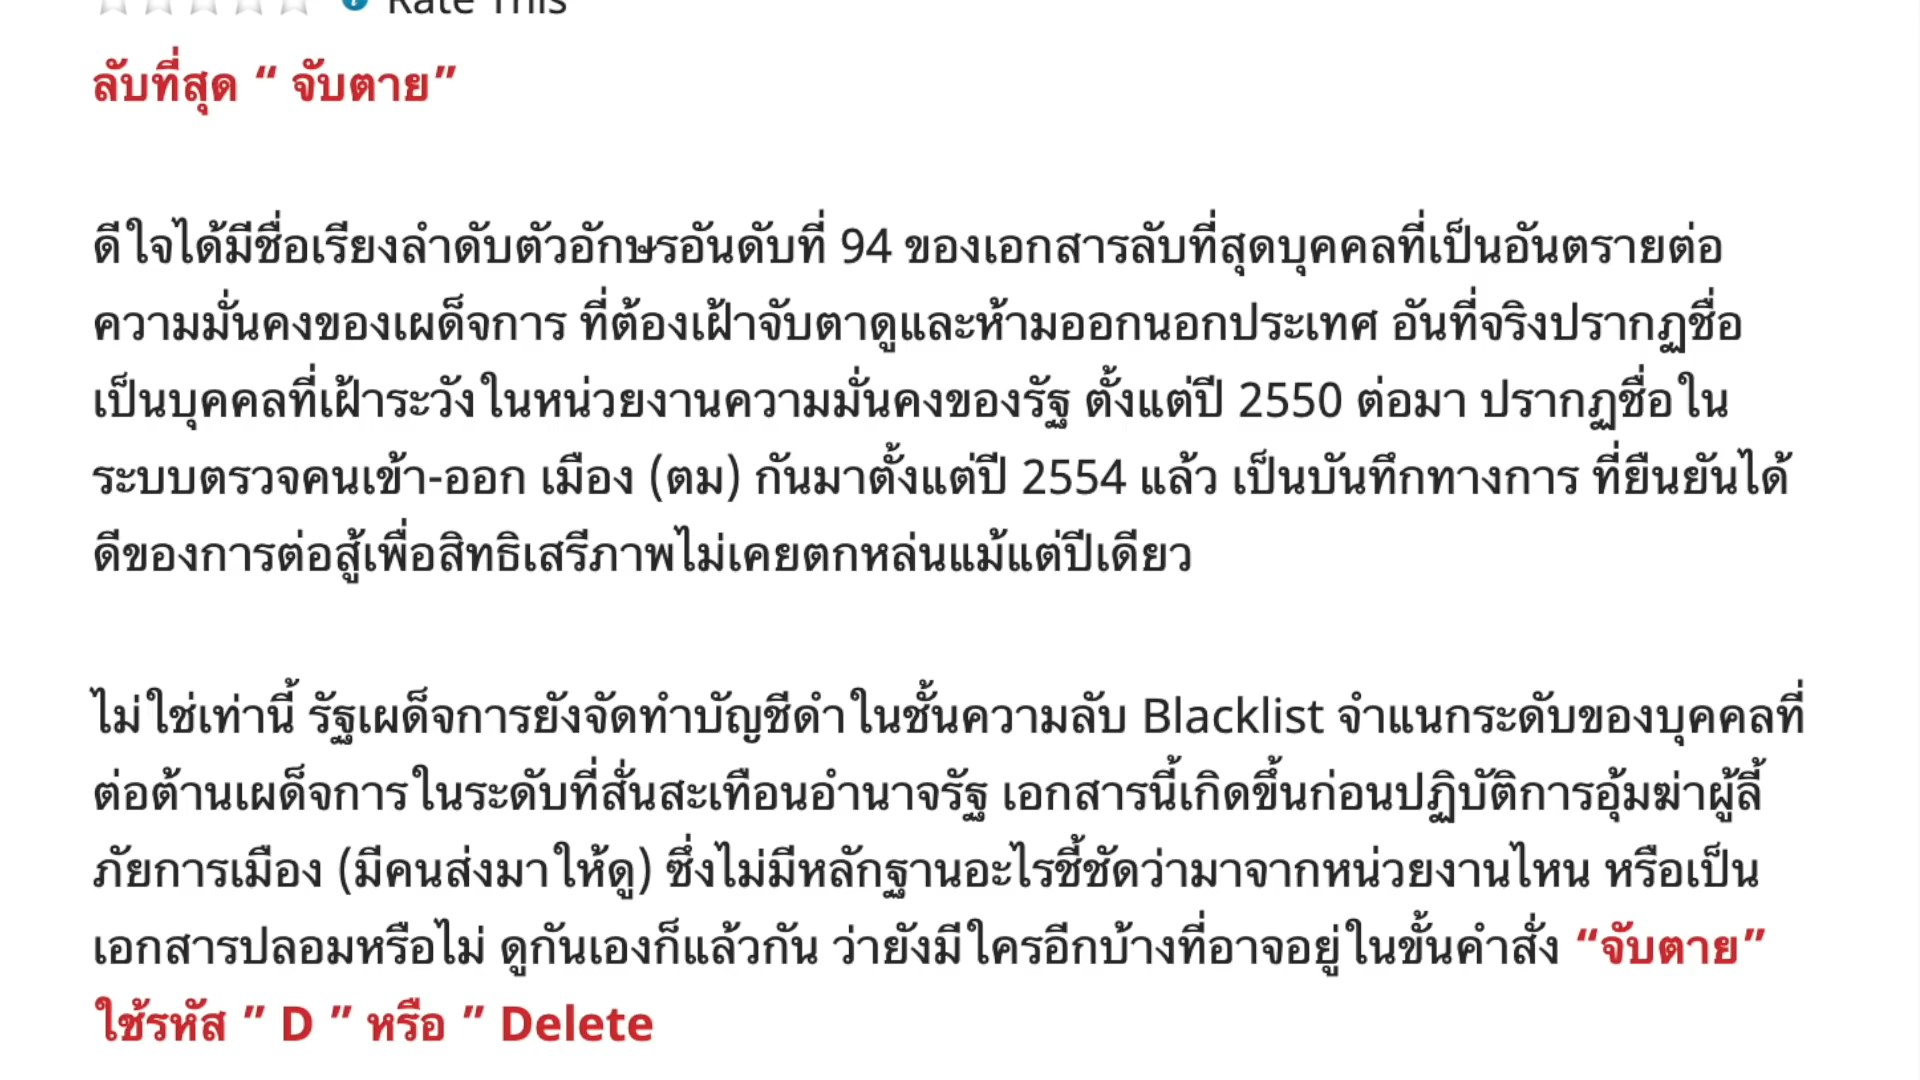 Rate This
ลับที่สุด “ จับตาย”
ดีใจได้มีชื่อเรียงลำดับตัวอักษรอันดับที่ 94 ของเอกสารลับที่สุดบุคคลที่เป็นอันตรายต่อ
ความมั่นคงของเผด็จการ ที่ต้องเฝ้าจับตาดูและห้ามออกนอกประเทศ อันที่จริงปรากฏชื่อ
เป็นบุคคลที่เฝ้าระวังในหน่วยงานความมั่นคงของรัฐ ตั้งแต่ปี 2550 ต่อมา ปรากฏชื่อใน
ระบบตรวจคนเข้า-ออก เมือง (ตม) กันมาตั้งแต่ปี 2554 แล้ว เป็นบันทึกทางการ ที่ยืนยันได้
ดีของการต่อสู้เพื่อสิทธิเสรีภาพไม่เคยตกหล่นแม้แต่ปีเดียว
ไม่ใช่เท่านี้ รัฐเผด็จการยังจัดทำบัญชีดำในชั้นความลับ Blacklist จำแนกระดับของบุคคลที่
ต่อต้านเผด็จการในระดับที่สั่นสะเทือนอำนาจรัฐ เอกสารนี้เกิดขึ้นก่อนปฏิบัติการอุ้มฆ่าผู้ลี้
ภัยการเมือง (มีคนส่งมาให้ดู) ซึ่งไม่มีหลักฐานอะไรชี้ชัดว่ามาจากหน่วยงานไหน หรือเป็น
เอกสารปลอมหรือไม่ ดูกันเองก็แล้วกัน ว่ายังมีใครอีกบ้างที่อาจอยู่ในขั้นคำสั่ง “จับตาย”
ใช้รหัส ” D ” หรือ ” Delete